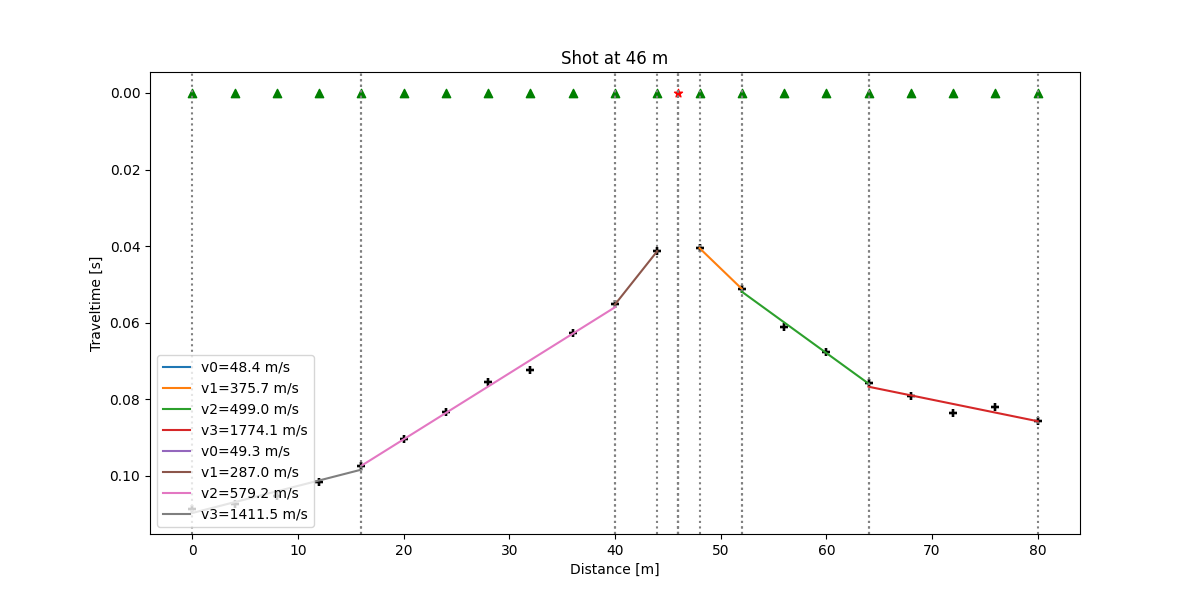 Shot at 46 m
0.00
0.02
0.04
0.06
0.08
0.10
Traveltime [s]
v0=48.4 m/s
v1=375.7 m/s
v2=499.0 m/s
v3=1774.1 m/s
v0=49.3 m/s
v1=287.0 m/s
v2=579.2 m/s
v3=1411.5 m/s
0 10 20 30 40 50 60 70 80
Distance [m]